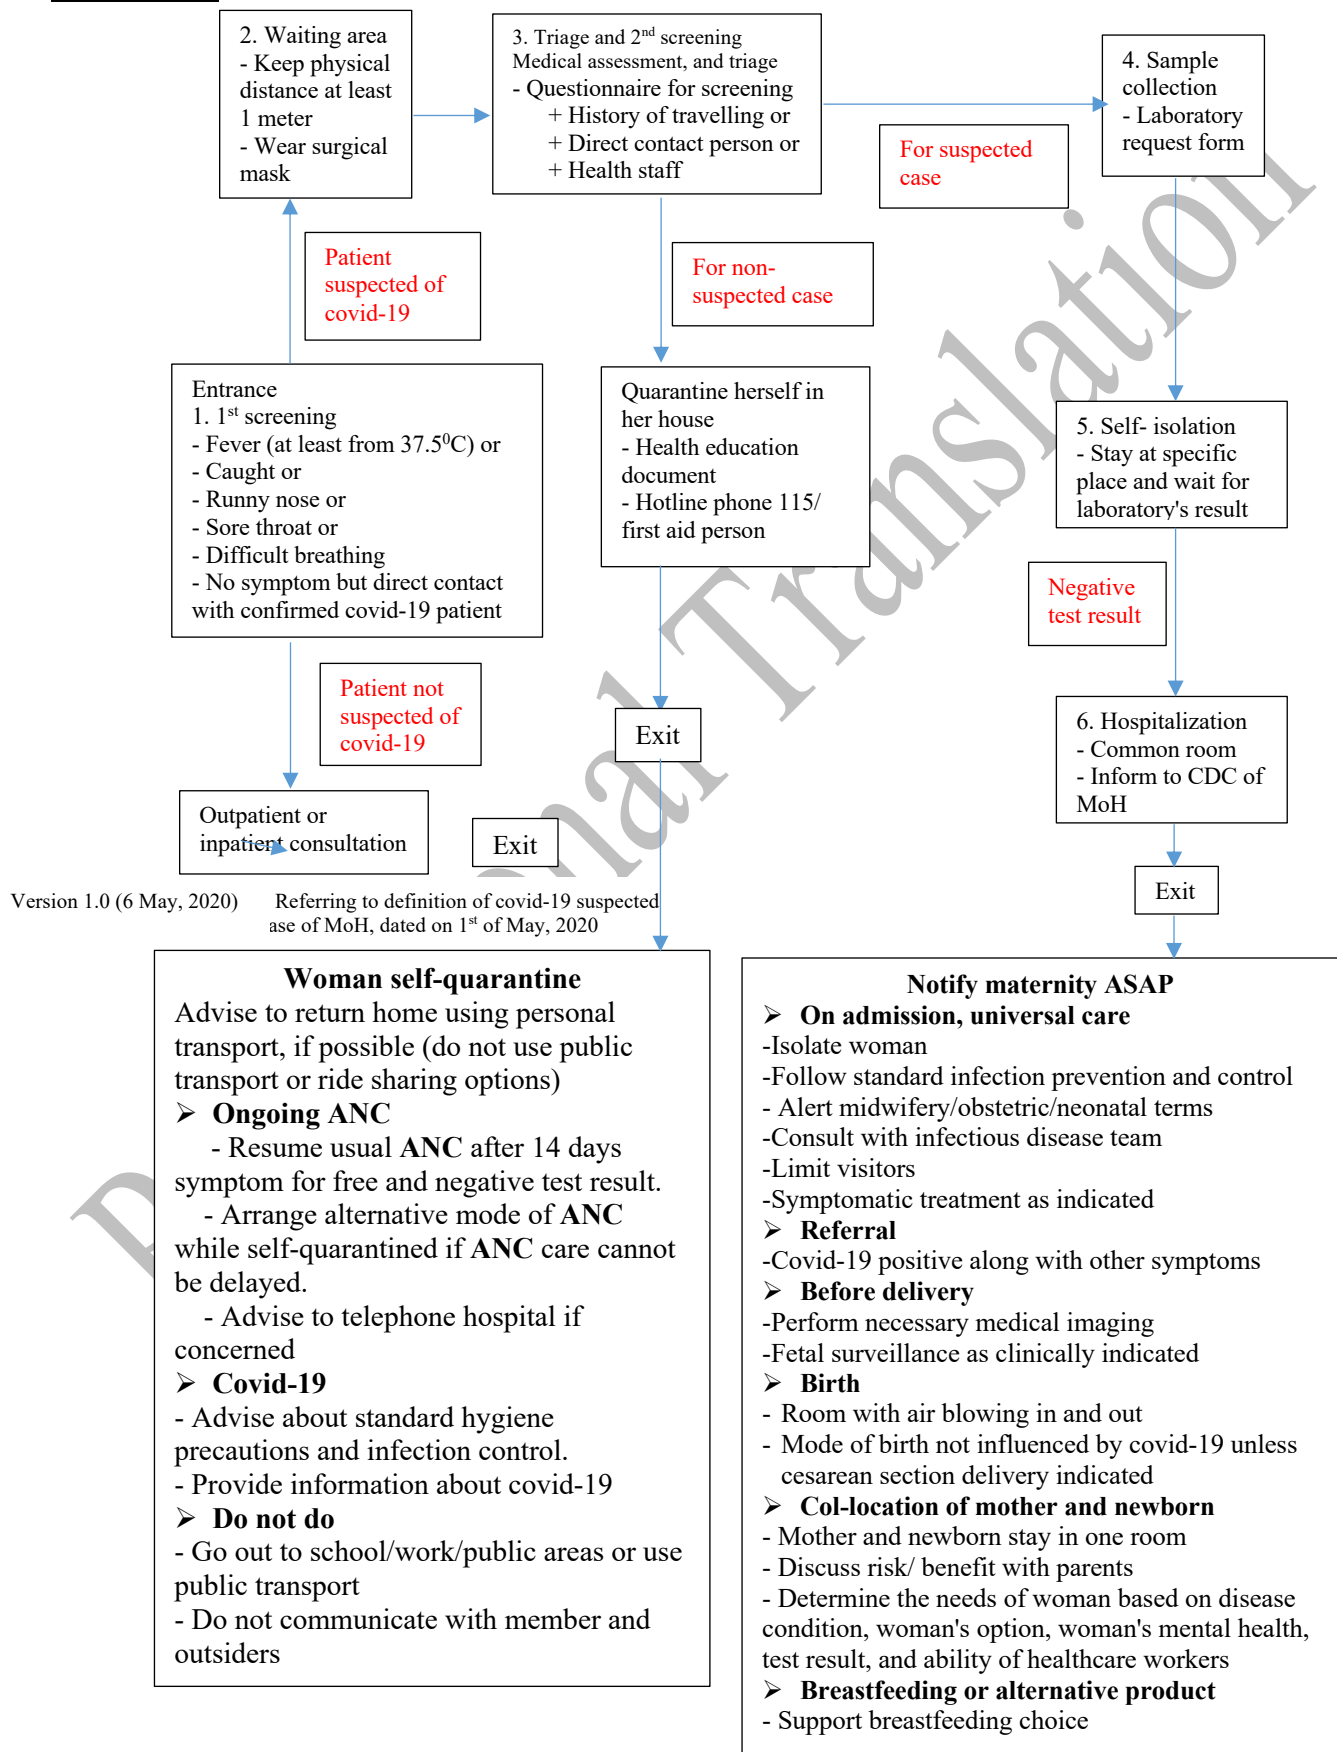 2. Waiting area
- Keep physical
distance at least
1 meter
- Wear surgical
mask
3. Triage and 2nd screening
Medical assessment, and triage
- Questionnaire for screening
+ History of travelling or
+ Direct contact person or
+ Health staff
4. Sample
collection
- Laboratory
request form
For suspected
case
Patient
suspected of
covid-19
For non-
suspected case
Entrance
1. 1st screening
- Fever (at least from 37.5⁰C) or
- Caught or
- Runny nose or
- Sore throat or
- Difficult breathing
- No symptom but direct contact
with confirmed covid-19 patient
Quarantine herself in
her house
- Health education
document
- Hotline phone 115/
first aid person
5. Self- isolation
- Stay at specific
place and wait for
laboratory's result
Negative
test result
Patient not
suspected of
covid-19
Exit
6. Hospitalization
- Common room
- Inform to CDC of
MoH
Outpatient or
inpatient consultation
Exit
Exit
Version 1.0 (6 May, 2020)
Referring to definition of covid-19 suspected
ase of MoH, dated on 1st of May, 2020
Woman self-quarantine
Advise to return home using personal
transport, if possible (do not use public
transport or ride sharing options)
➢ Ongoing ANC
- Resume usual ANC after 14 days
symptom for free and negative test result.
- Arrange alternative mode of ANC
while self-quarantined if ANC care cannot
be delayed.
- Advise to telephone hospital if
concerned
➢ Covid-19
- Advise about standard hygiene
precautions and infection control.
- Provide information about covid-19
➢ Do not do
- Go out to school/work/public areas or use
public transport
- Do not communicate with member and
outsiders
Notify maternity ASAP
➢ On admission, universal care
-Isolate woman
-Follow standard infection prevention and control
- Alert midwifery/obstetric/neonatal terms
-Consult with infectious disease team
-Limit visitors
-Symptomatic treatment as indicated
➢ Referral
-Covid-19 positive along with other symptoms
➢ Before delivery
-Perform necessary medical imaging
-Fetal surveillance as clinically indicated
➢ Birth
- Room with air blowing in and out
- Mode of birth not influenced by covid-19 unless
cesarean section delivery indicated
➢ Col-location of mother and newborn
- Mother and newborn stay in one room
- Discuss risk/ benefit with parents
- Determine the needs of woman based on disease
condition, woman's option, woman's mental health,
test result, and ability of healthcare workers
➢ Breastfeeding or alternative product
- Support breastfeeding choice
Translation